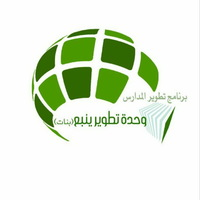 برنامج تطوير المدارس
وحدة تطوير ينبع (بنات)